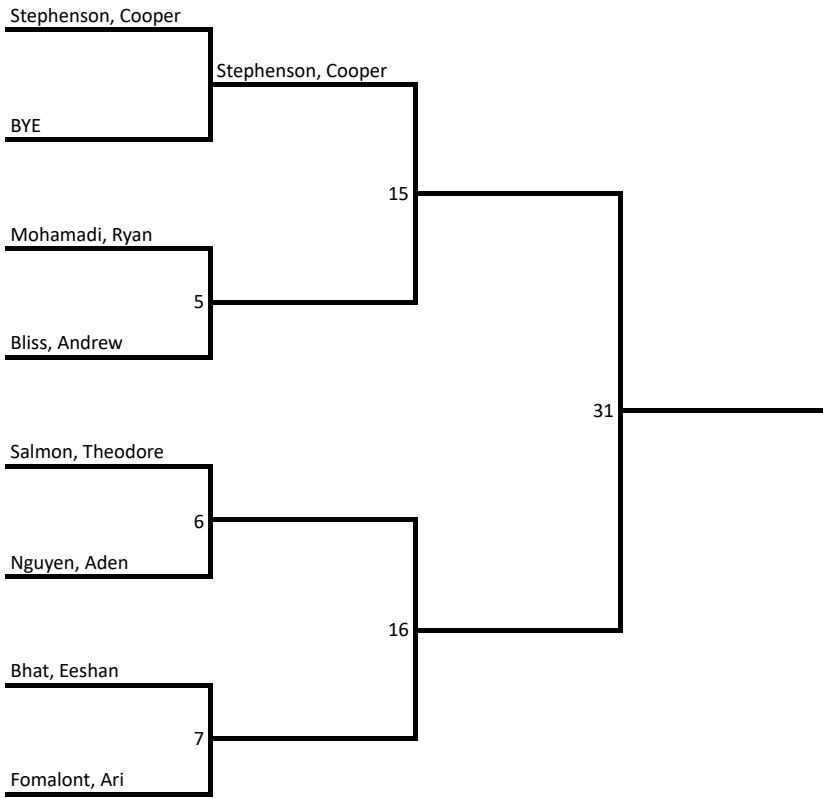 Stephenson, Cooper
Stephenson, Cooper
BYE
15
Mohamadi, Ryan
5
Bliss, Andrew
31
Salmon, Theodore
6
Nguyen, Aden
16
Bhat, Eeshan
7
Fomalont, Ari